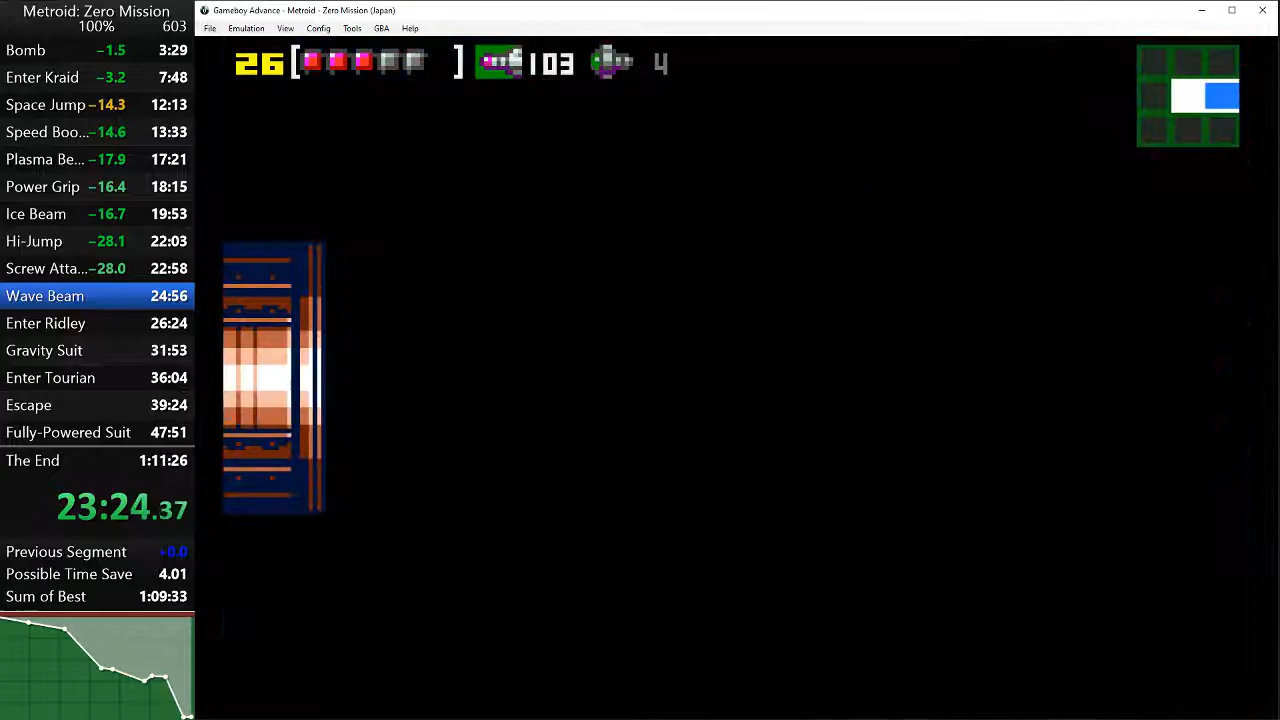 Metroid: Zero Mission
100% 603
Gameboy Advance - Metroid - Zero Mission (Japan)
File Emulation View Config Tools GBA Help
26 [ ] 103 4
Bomb -1.5 3:29
Enter Kraid -3.2 7:48
Space Jump -14.3 12:13
Speed Boo... -14.6 13:33
Plasma Be... -17.9 17:21
Power Grip -16.4 18:15
Ice Beam -16.7 19:53
Hi-Jump -28.1 22:03
Screw Atta... -28.0 22:58
Wave Beam 24:56
Enter Ridley 26:24
Gravity Suit 31:53
Enter Tourian 36:04
Escape 39:24
Fully-Powered Suit 47:51
The End 1:11:26
23:24.37
Previous Segment +0.0
Possible Time Save 4.01
Sum of Best 1:09:33